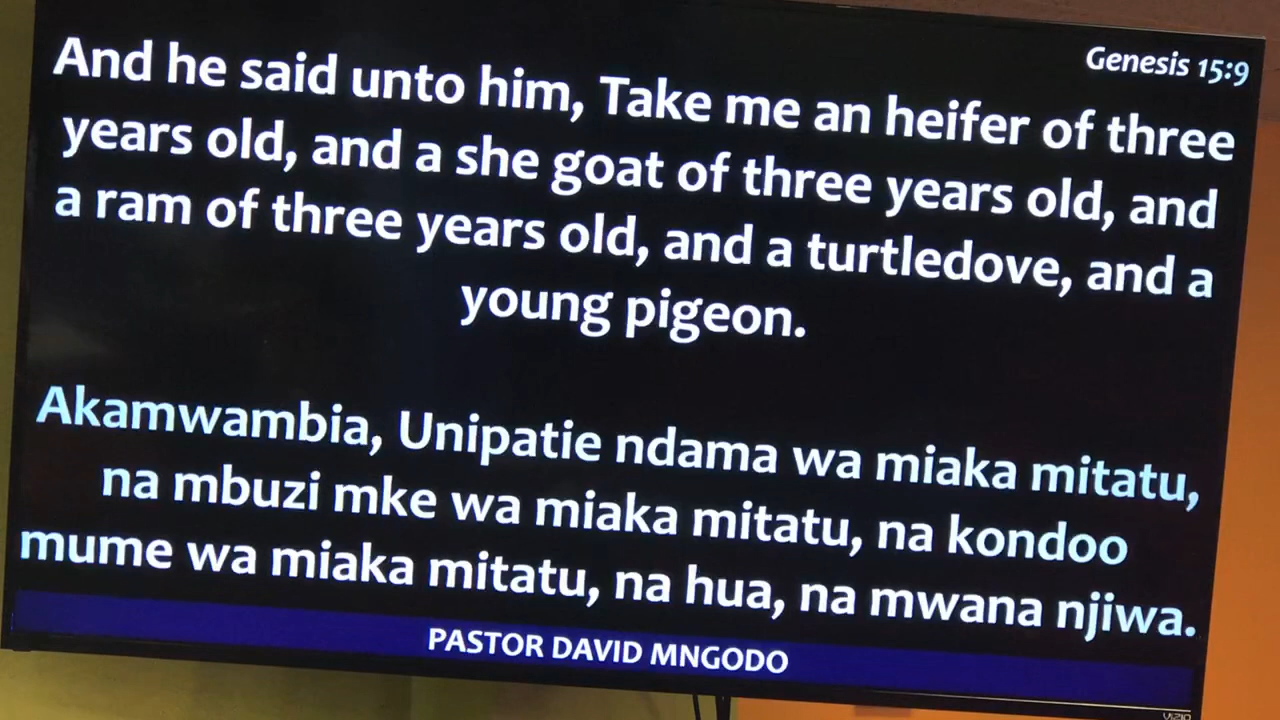 Genesis 15:9
And he said unto him, Take me an heifer of three
years old, and a she goat of three years old, and
a ram of three years old, and a turtledove, and a
young pigeon.
Akamwambia, Unipatie ndama wa miaka mitatu,
na mbuzi mke wa miaka mitatu, na kondoo
mume wa miaka mitatu, na hua, na mwana njiwa.
PASTOR DAVID MNGODO
VIZIO